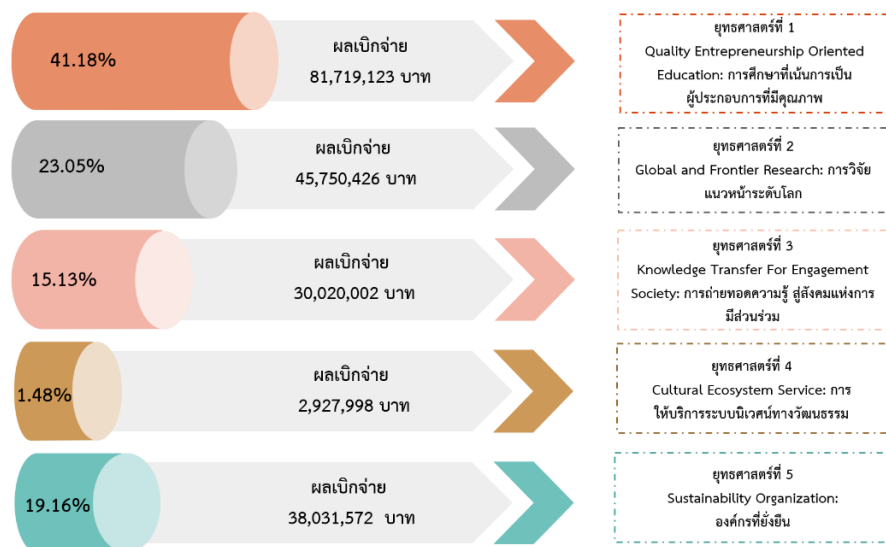 41.18%
ผลเบิกจ่าย
81,719,123 บาท
ยุทธศาสตร์ที่ 1
Quality Entrepreneurship Oriented
Education: การศึกษาที่เน้นการเป็น
ผู้ประกอบการที่มีคุณภาพ
23.05%
ผลเบิกจ่าย
45,750,426 บาท
ยุทธศาสตร์ที่ 2
Global and Frontier Research: การวิจัย
แนวหน้าระดับโลก
15.13%
ผลเบิกจ่าย
30,020,002 บาท
ยุทธศาสตร์ที่ 3
Knowledge Transfer For Engagement
Society: การถ่ายทอดความรู้ สู่สังคมแห่งการ
มีส่วนร่วม
1.48%
ผลเบิกจ่าย
2,927,998 บาท
ยุทธศาสตร์ที่ 4
Cultural Ecosystem Service: การ
ให้บริการระบบนิเวศน์ทางวัฒนธรรม
19.16%
ผลเบิกจ่าย
38,031,572 บาท
ยุทธศาสตร์ที่ 5
Sustainability Organization:
องค์กรที่ยั่งยืน